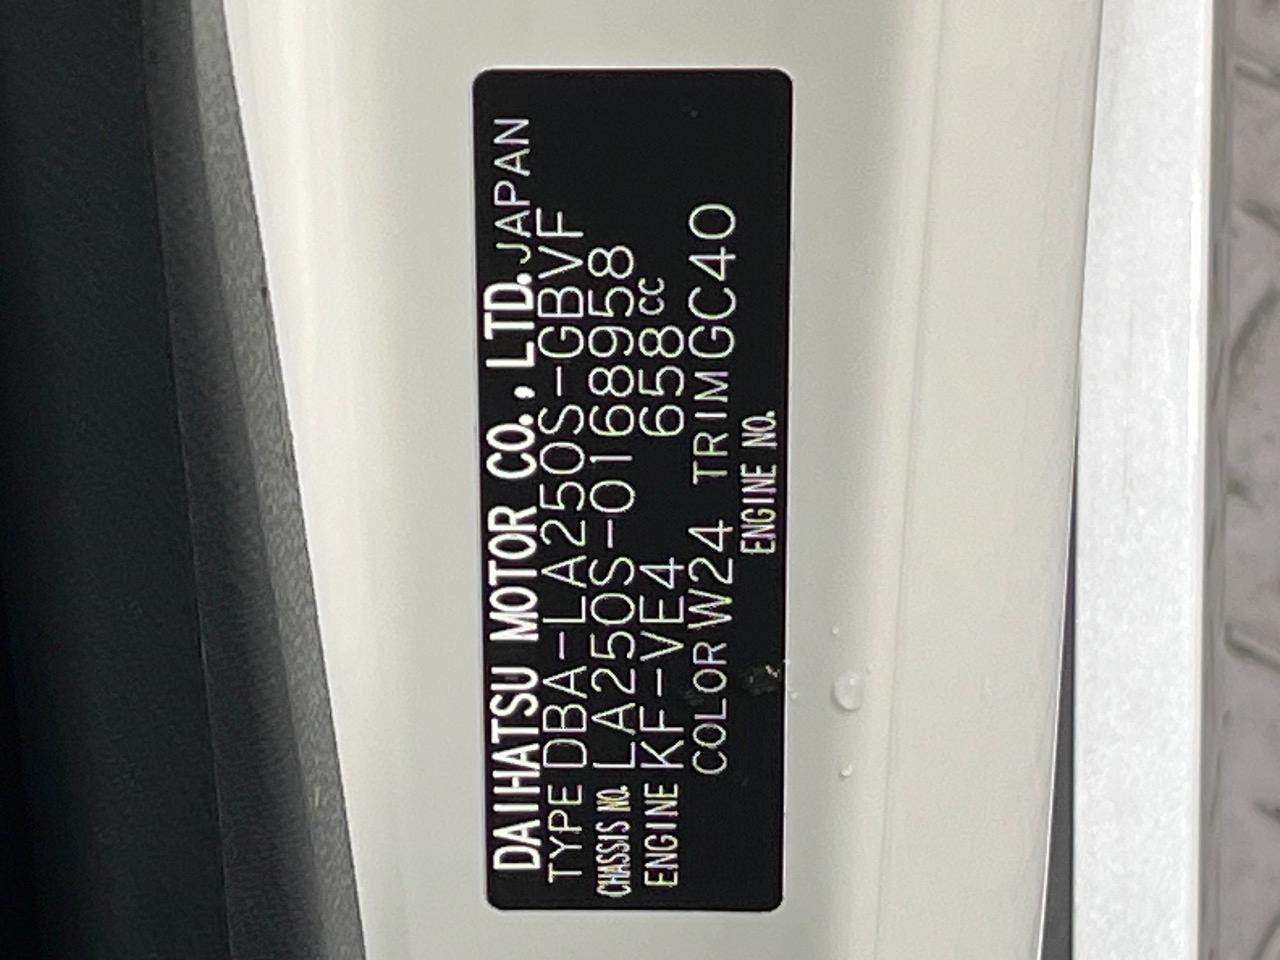 DAIHATSU MOTOR CO., LTD. JAPAN
TYPE DBA-LA250S-GBVF
CHASSIS NO. LA250S-0168958
ENGINE KF-VE4 658cc
COLOR W24 TRIM GC40
ENGINE NO.